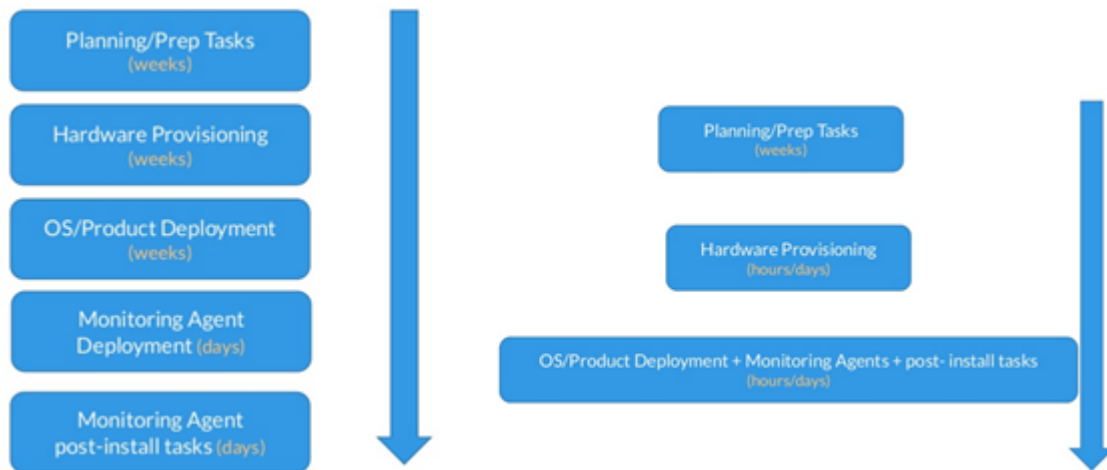 Planning/Prep Tasks
(weeks)
Hardware Provisioning
(weeks)
OS/Product Deployment
(weeks)
Monitoring Agent
Deployment (days)
Monitoring Agent
post-install tasks (days)
Planning/Prep Tasks
(weeks)
Hardware Provisioning
(hours/days)
OS/Product Deployment + Monitoring Agents + post- install tasks
(hours/days)